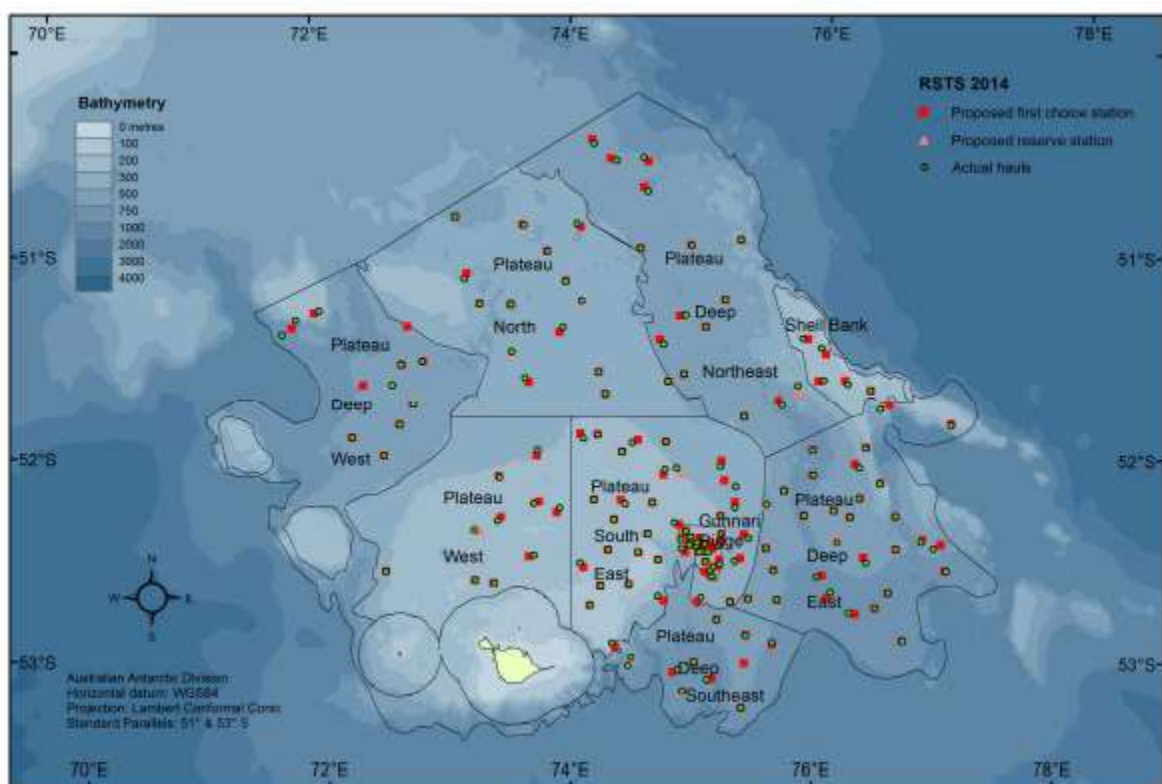 70°E 72°E 74°E 76°E 78°E
Bathymetry
0 metres
100
200
300
500
750
1000
2000
3000
4000
RSTS 2014
Proposed first choice station
Proposed reserve station
Actual hauls
51°S
51°S
Plateau
North
Plateau
Deep
Northeast
Shell Bank
Plateau
Deep
West
52°S
52°S
Plateau
West
Plateau
South
East
Gunnari
Ridge
Plateau
Deep
East
Plateau
Deep
Southeast
N
W E
S
53°S
53°S
Australian Antarctic Division
Horizontal datum: WGS84
Projection: Lambert Conformal Conic
Standard Parallels: 51° & 53° S
70°E 72°E 74°E 76°E 78°E